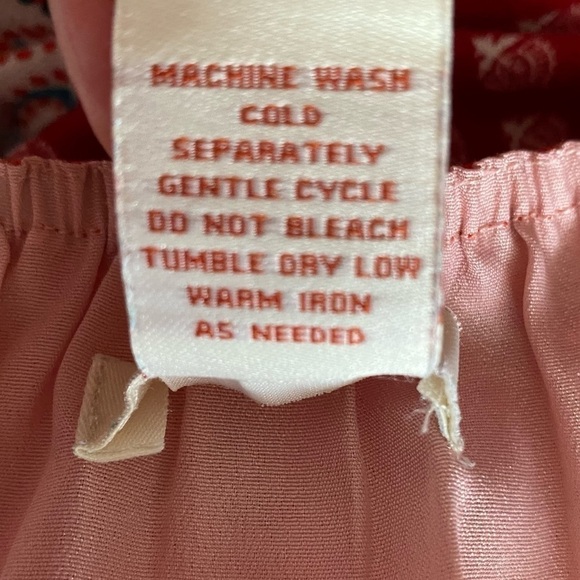 MACHINE WASH
COLD
SEPARATELY
GENTLE CYCLE
DO NOT BLEACH
TUMBLE DRY LOW
WARM IRON
AS NEEDED